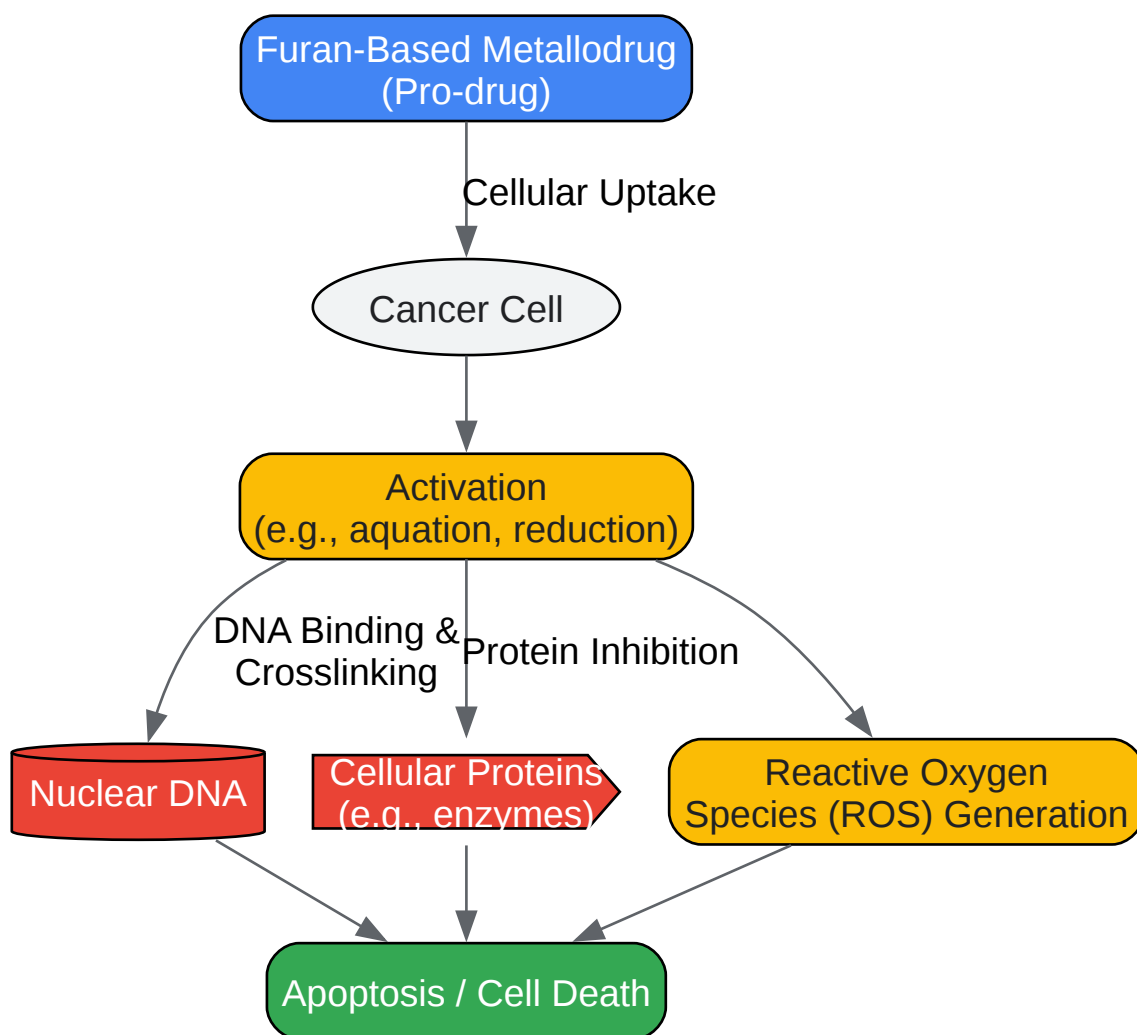 Furan-Based Metallodrug
(Pro-drug)
Cellular Uptake
Cancer Cell
Activation
(e.g., aquation, reduction)
DNA Binding &
Crosslinking
Protein Inhibition
Nuclear DNA
Cellular Proteins
(e.g., enzymes)
Reactive Oxygen
Species (ROS) Generation
Apoptosis / Cell Death